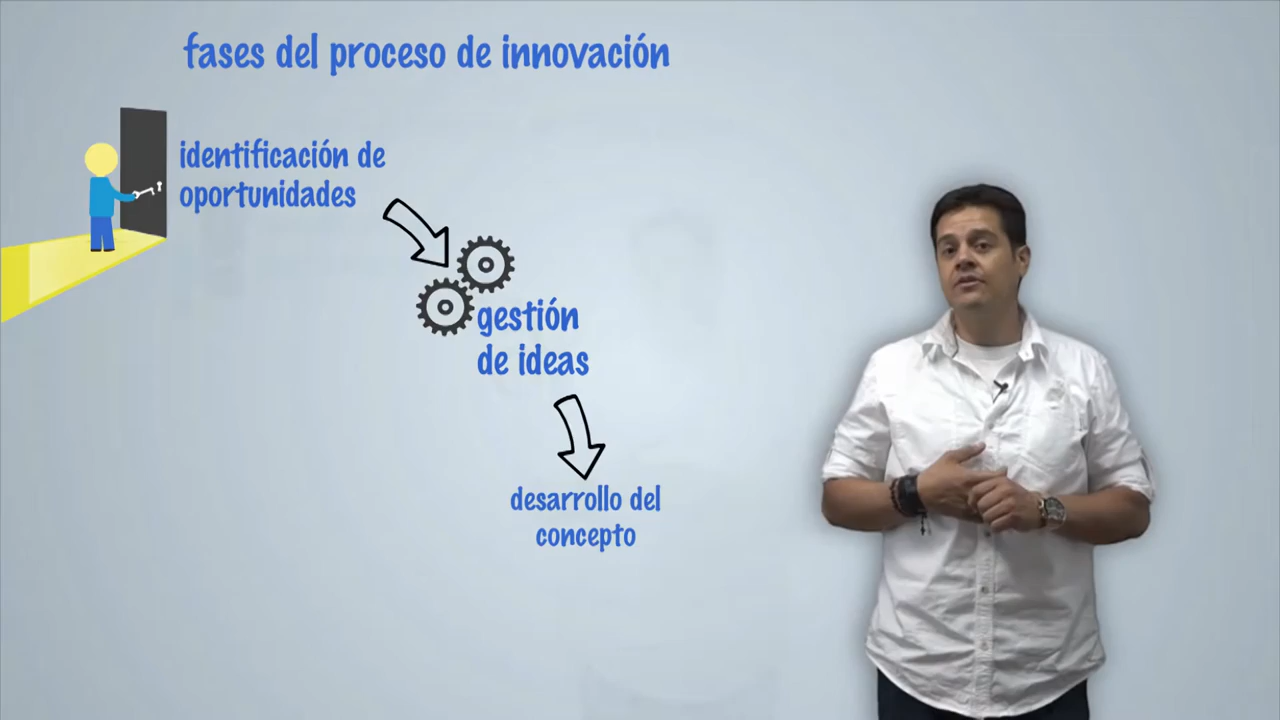 fases del proceso de innovación
identificación de
oportunidades
gestión
de ideas
desarrollo del
concepto